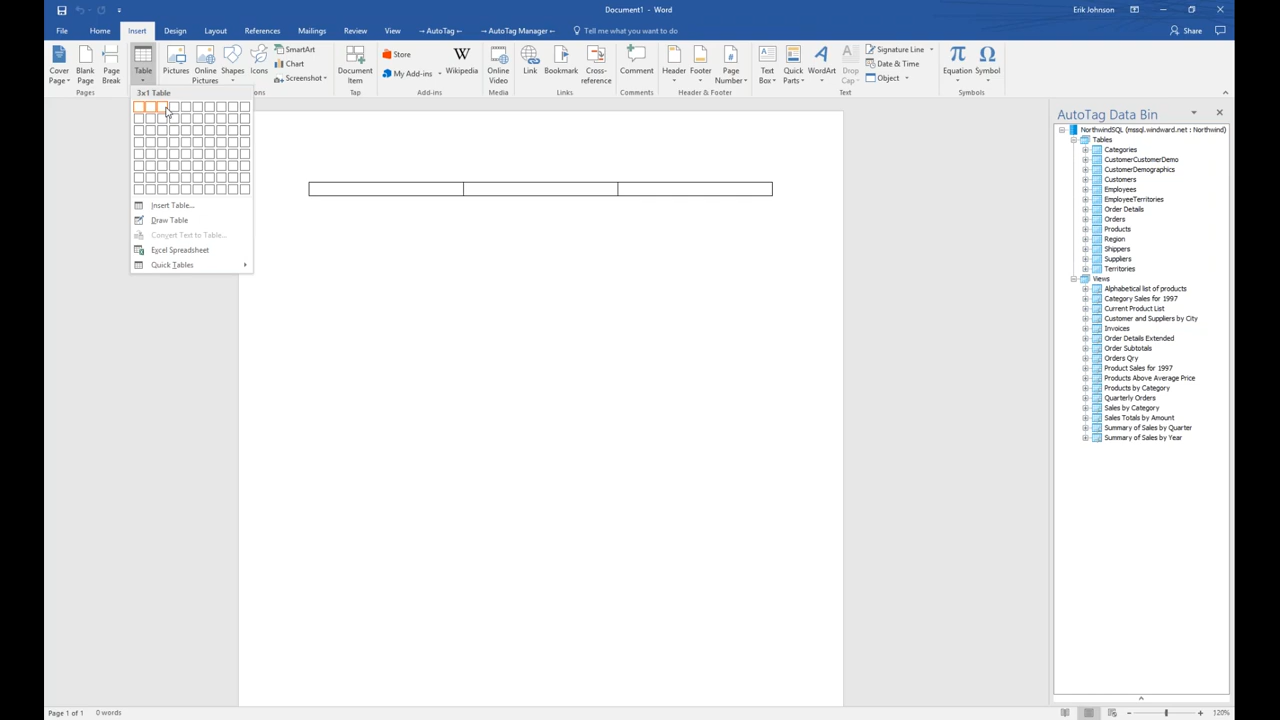 Document1 - Word
Erik Johnson
File Home Insert Design Layout References Mailings Review View → AutoTag ← → AutoTag Manager ← Tell me what you want to do
Share
Cover Page
Blank Page
Page Break
Table
Pictures
Online Pictures
Shapes
Icons
SmartArt
Chart
Screenshot
Document Item
Store
My Add-ins
Wikipedia
Online Video
Link
Bookmark
Cross-reference
Comment
Header
Footer
Page Number
Text Box
Quick Parts
WordArt
Drop Cap
Signature Line
Date & Time
Object
Equation
Symbol
Pages
ons
Tap
Add-ins
Media
Links
Comments
Header & Footer
Text
Symbols
3x1 Table
Insert Table...
Draw Table
Convert Text to Table...
Excel Spreadsheet
Quick Tables
AutoTag Data Bin
NorthwindSQL (mssql.windward.net : Northwind)
Tables
Categories
CustomerCustomerDemo
CustomerDemographics
Customers
Employees
EmployeeTerritories
Order Details
Orders
Products
Region
Shippers
Suppliers
Territories
Views
Alphabetical list of products
Category Sales for 1997
Current Product List
Customer and Suppliers by City
Invoices
Order Details Extended
Order Subtotals
Orders Qry
Product Sales for 1997
Products Above Average Price
Products by Category
Quarterly Orders
Sales by Category
Sales Totals by Amount
Summary of Sales by Quarter
Summary of Sales by Year
Page 1 of 1 0 words
120%